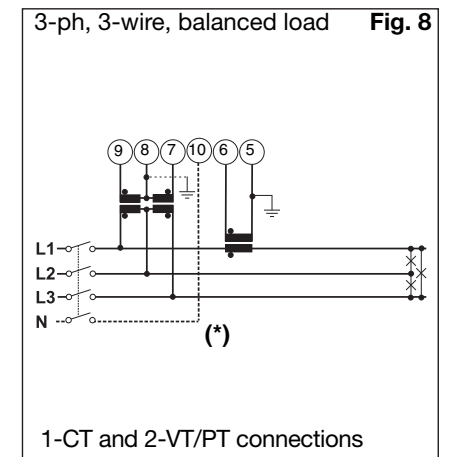 3-ph, 3-wire, balanced load Fig. 8
9 8 7 10 6 5
L1
L2
L3
N
(*)
1-CT and 2-VT/PT connections